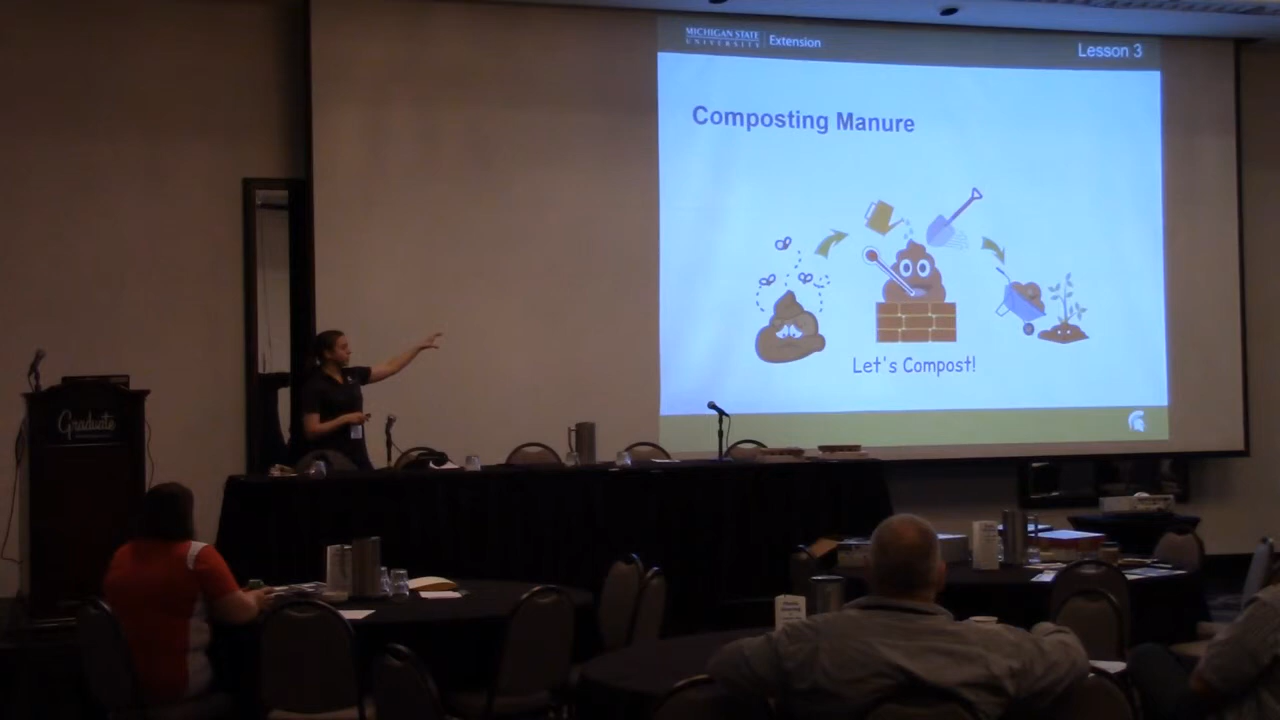 MICHIGAN STATE
UNIVERSITY
Extension
Lesson 3
Composting Manure
Let's Compost!
Graduate